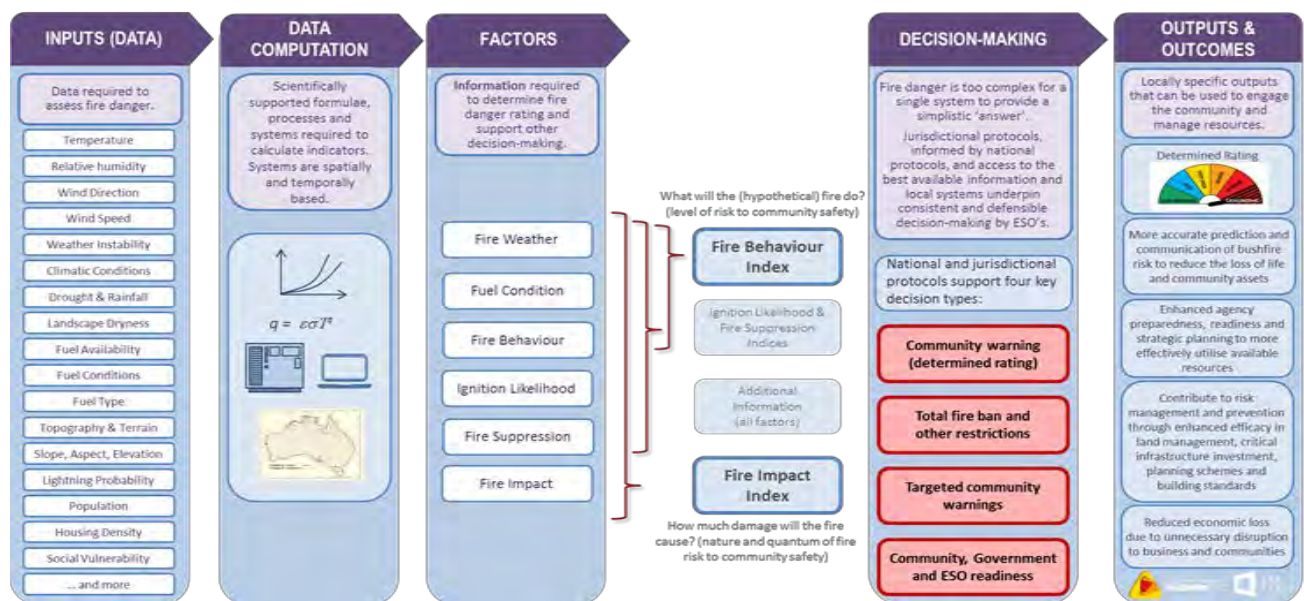 INPUTS (DATA)
Data required to
assess fire danger.
Temperature
Relative humidity
Wind Direction
Wind Speed
Weather Instability
Climatic Conditions
Drought & Rainfall
Landscape Dryness
Fuel Availability
Fuel Conditions
Fuel Type
Topography & Terrain
Slope, Aspect, Elevation
Lightning Probability
Population
Housing Density
Social Vulnerability
... and more
DATA
COMPUTATION
Scientifically
supported formulae,
processes and
systems required to
calculate indicators.
Systems are spatially
and temporally
based.
q = εσT⁴
FACTORS
Information required
to determine fire
danger rating and
support other
decision-making.
Fire Weather
Fuel Condition
Fire Behaviour
Ignition Likelihood
Fire Suppression
Fire Impact
What will the (hypothetical) fire do?
(level of risk to community safety)
Fire Behaviour
Index
Ignition Likelihood &
Fire Suppression
Indices
Additional
Information
(all factors)
Fire Impact
Index
How much damage will the fire
cause? (nature and quantum of fire
risk to community safety)
DECISION-MAKING
Fire danger is too complex for a
single system to provide a
simplistic 'answer'.
Jurisdictional protocols,
informed by national
protocols, and access to the
best available information and
local systems underpin
consistent and defensible
decision-making by ESO's.
National and jurisdictional
protocols support four key
decision types:
Community warning
(determined rating)
Total fire ban and
other restrictions
Targeted community
warnings
Community, Government
and ESO readiness
OUTPUTS &
OUTCOMES
Locally specific outputs
that can be used to engage
the community and
manage resources.
Determined Rating
More accurate prediction and
communication of bushfire
risk to reduce the loss of life
and community assets
Enhanced agency
preparedness, readiness and
strategic planning to more
effectively utilise available
resources
Contribute to risk
management and prevention
through enhanced efficacy in
land management, critical
infrastructure investment,
planning schemes and
building standards
Reduced economic loss
due to unnecessary disruption
to business and communities